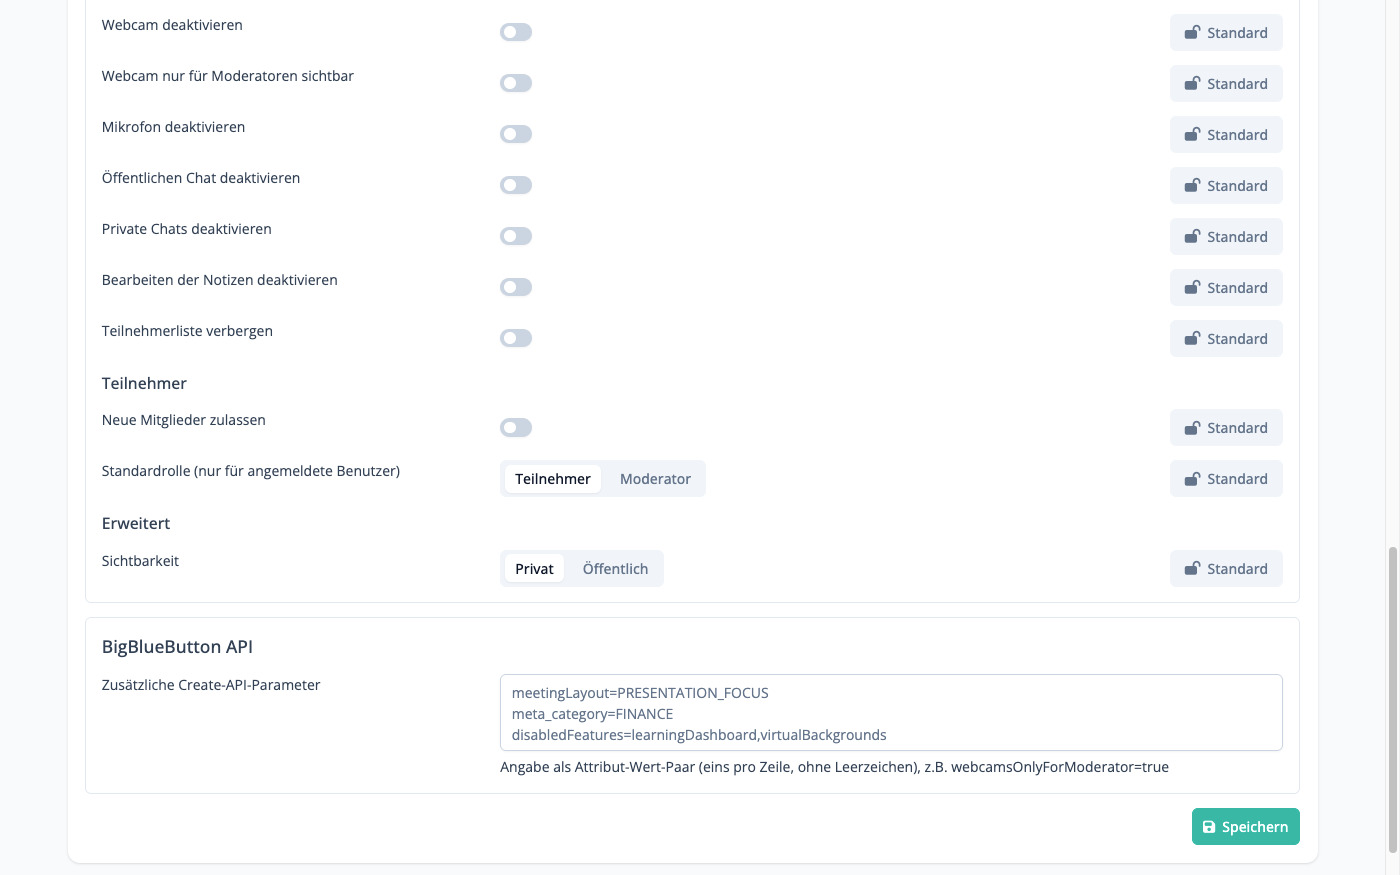 Webcam deaktivieren
Standard
Webcam nur für Moderatoren sichtbar
Standard
Mikrofon deaktivieren
Standard
Öffentlichen Chat deaktivieren
Standard
Private Chats deaktivieren
Standard
Bearbeiten der Notizen deaktivieren
Standard
Teilnehmerliste verbergen
Standard
Teilnehmer
Neue Mitglieder zulassen
Standard
Standardrolle (nur für angemeldete Benutzer)
Teilnehmer Moderator
Standard
Erweitert
Sichtbarkeit
Privat Öffentlich
Standard
BigBlueButton API
Zusätzliche Create-API-Parameter
meetingLayout=PRESENTATION_FOCUS
meta_category=FINANCE
disabledFeatures=learningDashboard,virtualBackgrounds
Angabe als Attribut-Wert-Paar (eins pro Zeile, ohne Leerzeichen), z.B. webcamsOnlyForModerator=true
Speichern